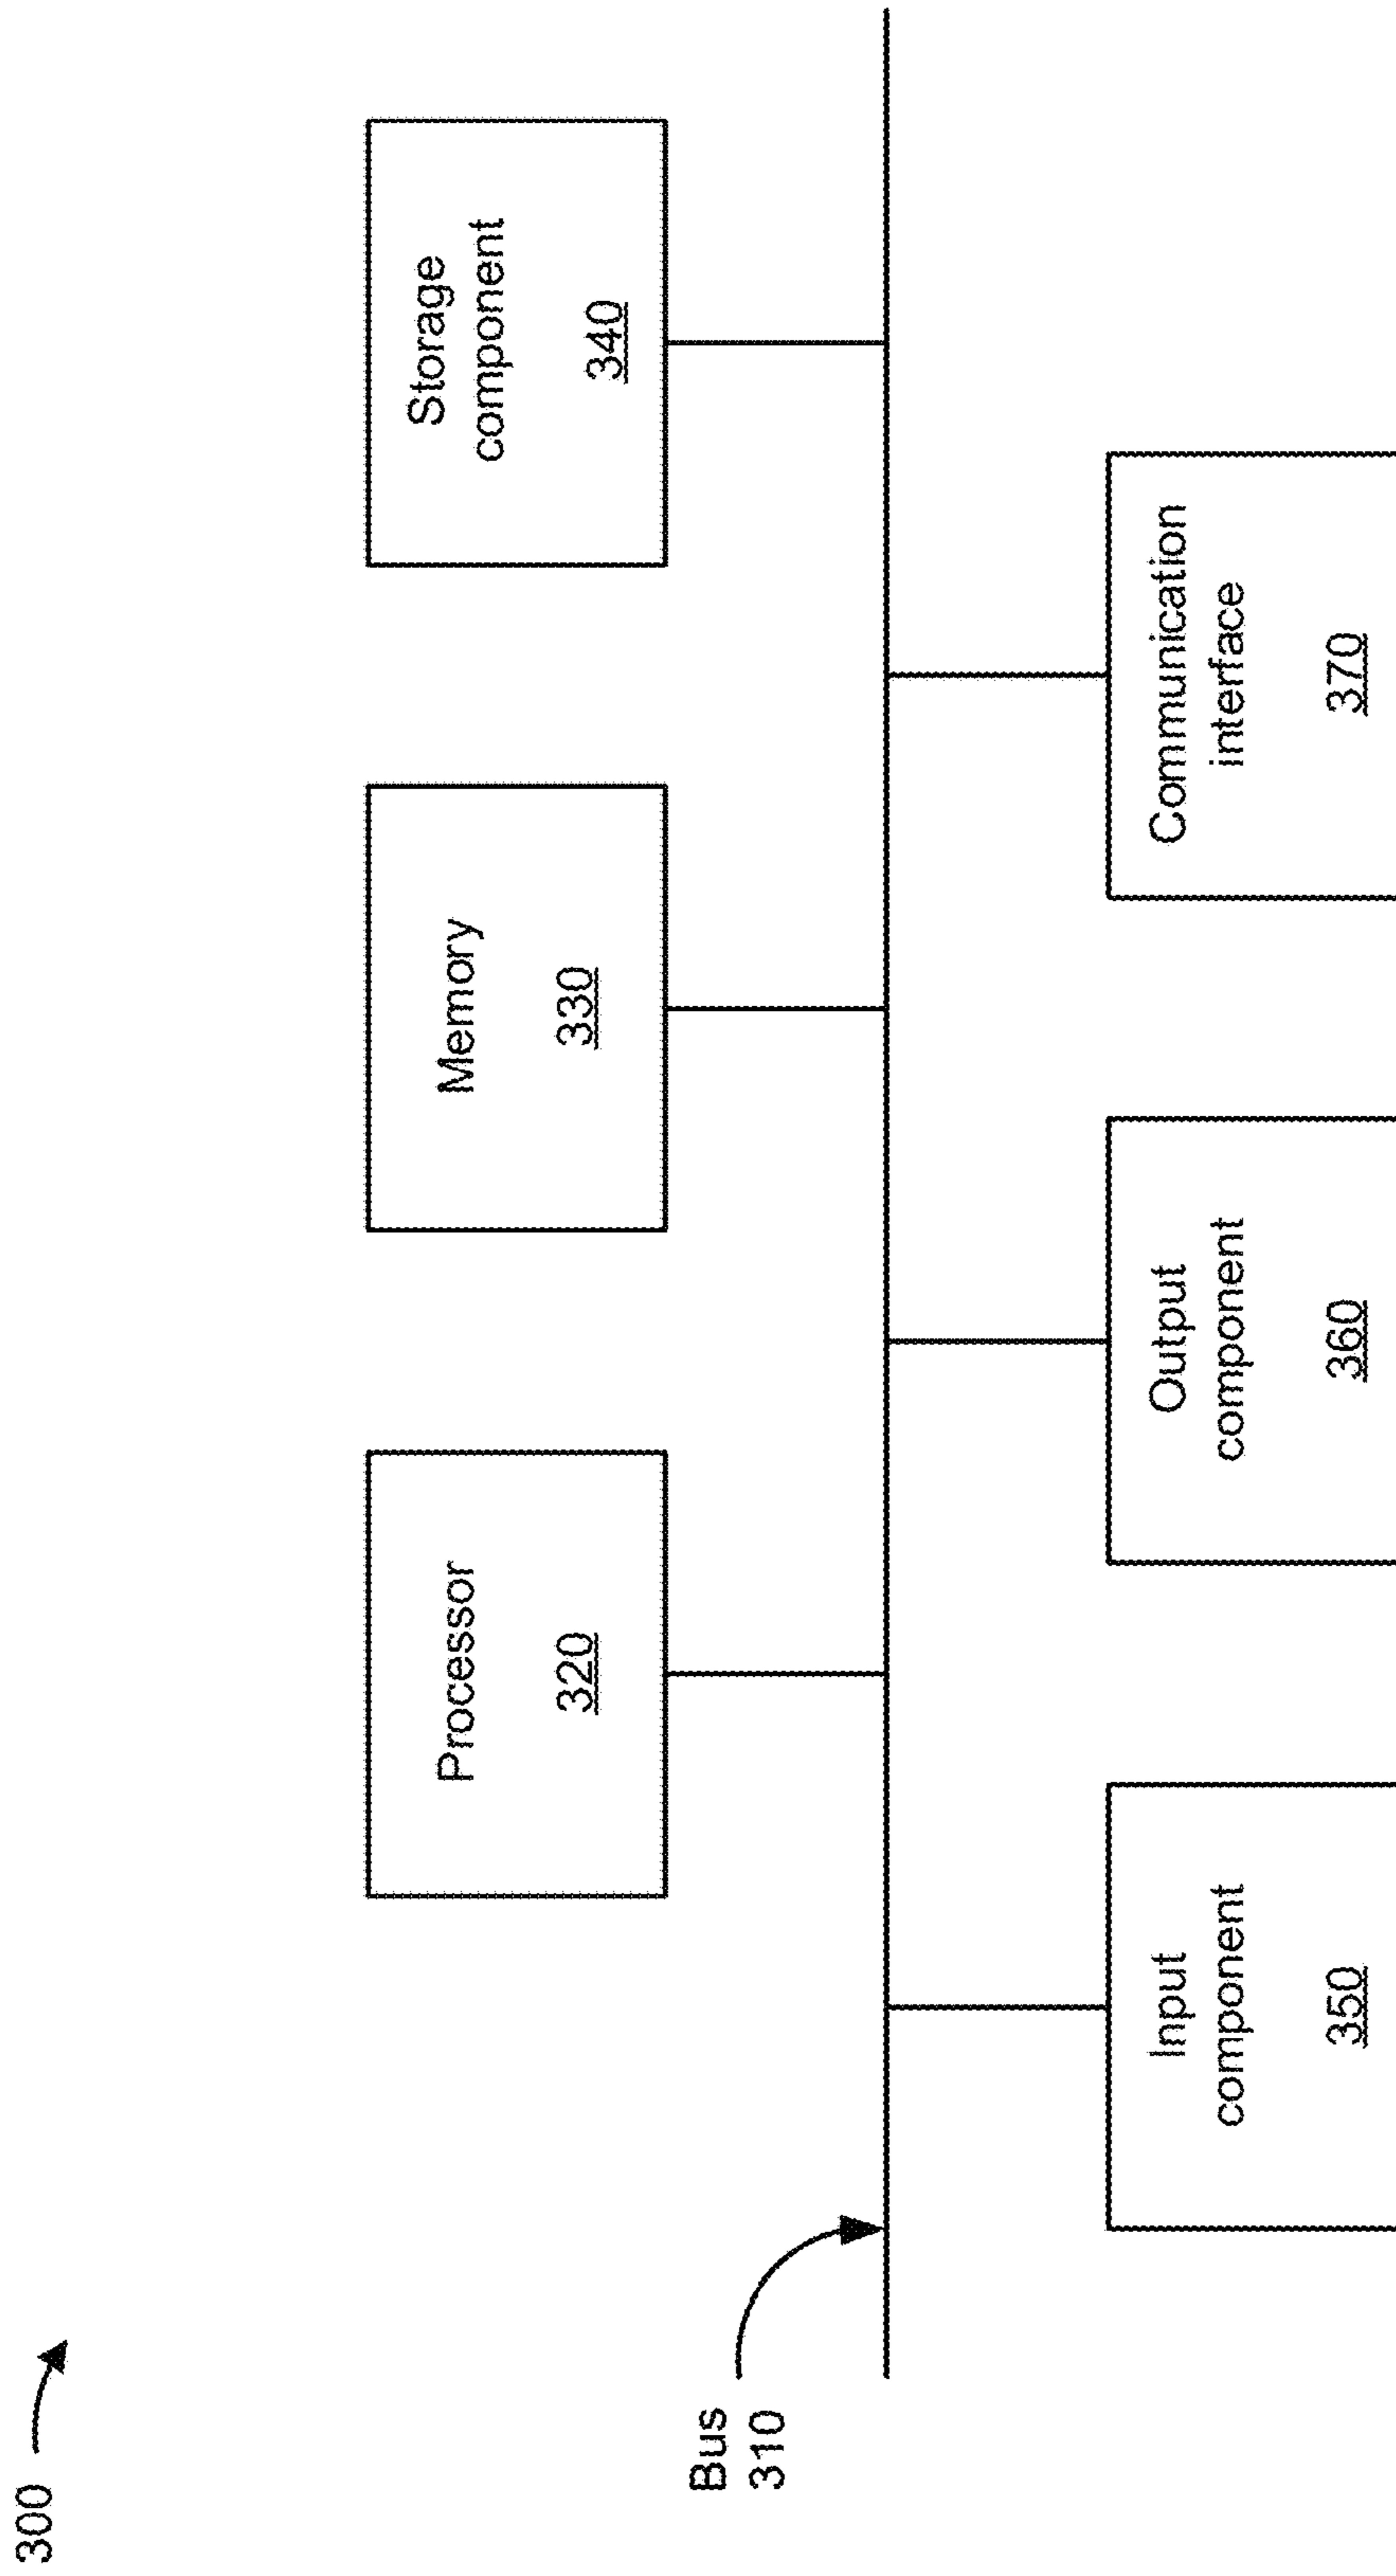 300
Processor
320
Memory
330
Storage
component
340
Bus
310
Input
component
350
Output
component
360
Communication
interface
370